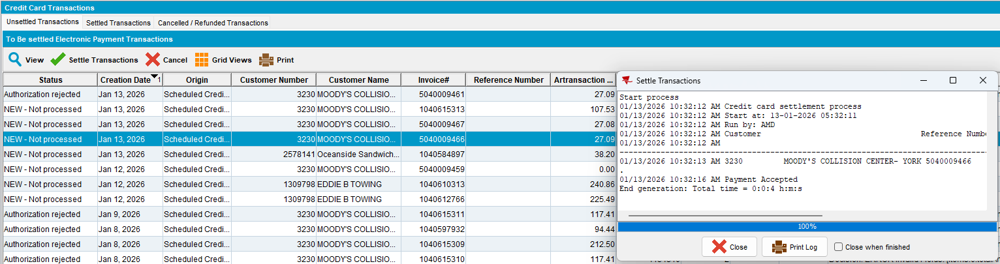 Credit Card Transactions
Unsettled Transactions Settled Transactions Cancelled / Refunded Transactions
To Be settled Electronic Payment Transactions
View Settle Transactions Cancel Grid Views Print
Status Creation Date 1 Origin Customer Number Customer Name Invoice# Reference Number Artransaction ...
Authorization rejected Jan 13, 2026 Scheduled Credi... 3230 MOODY'S COLLISIO... 5040009461 27.09
NEW - Not processed Jan 13, 2026 Scheduled Credi... 3230 MOODY'S COLLISIO... 1040615313 107.53
NEW - Not processed Jan 13, 2026 Scheduled Credi... 3230 MOODY'S COLLISIO... 5040009467 27.08
NEW - Not processed Jan 13, 2026 Scheduled Credi... 3230 MOODY'S COLLISIO... 5040009466 27.09
NEW - Not processed Jan 13, 2026 Scheduled Credi... 2578141 Oceanside Sandwich... 1040584897 38.20
NEW - Not processed Jan 12, 2026 Scheduled Credi... 3230 MOODY'S COLLISIO... 5040009459 0.00
NEW - Not processed Jan 12, 2026 Scheduled Credi... 1309798 EDDIE B TOWING 1040610313 240.86
NEW - Not processed Jan 12, 2026 Scheduled Credi... 1309798 EDDIE B TOWING 1040612766 225.49
Authorization rejected Jan 9, 2026 Scheduled Credi... 3230 MOODY'S COLLISIO... 1040615311 117.41
Authorization rejected Jan 8, 2026 Scheduled Credi... 3230 MOODY'S COLLISIO... 1040597932 94.44
Authorization rejected Jan 8, 2026 Scheduled Credi... 3230 MOODY'S COLLISIO... 1040615309 212.50
Authorization rejected Jan 8, 2026 Scheduled Credi... 3230 MOODY'S COLLISIO... 1040615310 117.41
Settle Transactions
Start process
01/13/2026 10:32:12 AM Credit card settlement process
01/13/2026 10:32:12 AM Start at: 13-01-2026 05:32:11
01/13/2026 10:32:12 AM Run by: AMD
01/13/2026 10:32:12 AM Customer Reference Numbe
01/13/2026 10:32:12 AM
01/13/2026 10:32:13 AM 3230 MOODY'S COLLISION CENTER- YORK 5040009466
.
01/13/2026 10:32:16 AM Payment Accepted
End generation: Total time = 0:0:4 h:m:s
100%
Close Print Log Close when finished